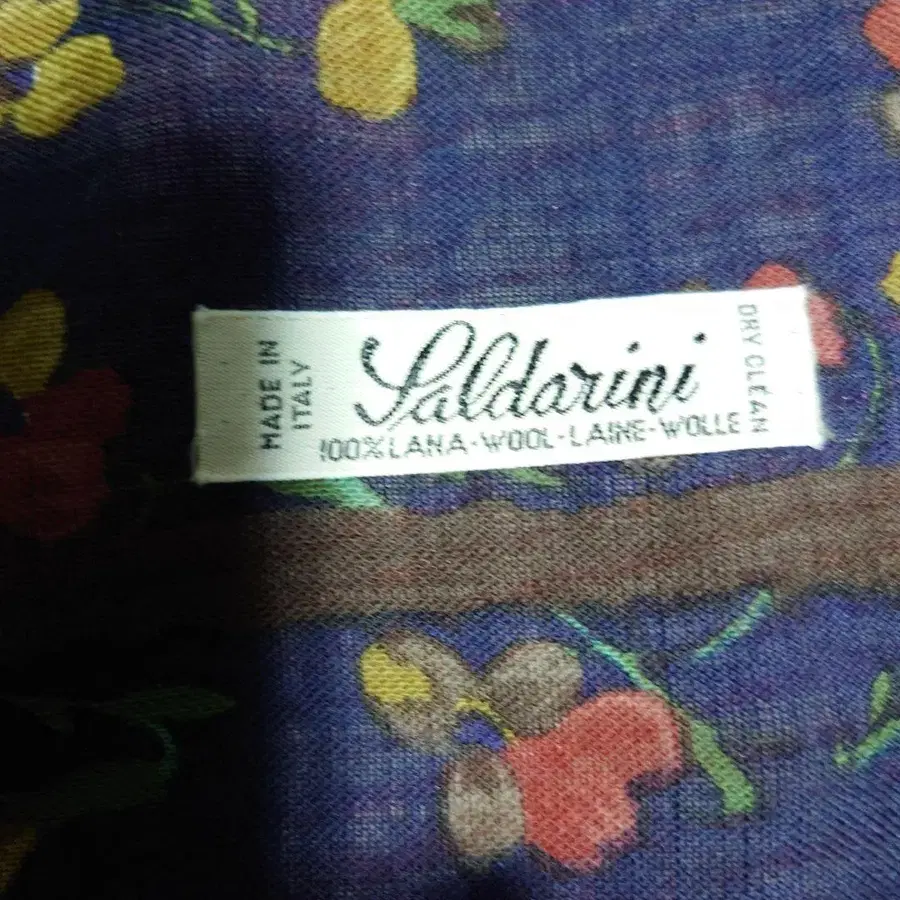 MADE IN
ITALY
Saldarini
100% LANA-WOOL-LAINE-WOLLE
DRY CLEAN